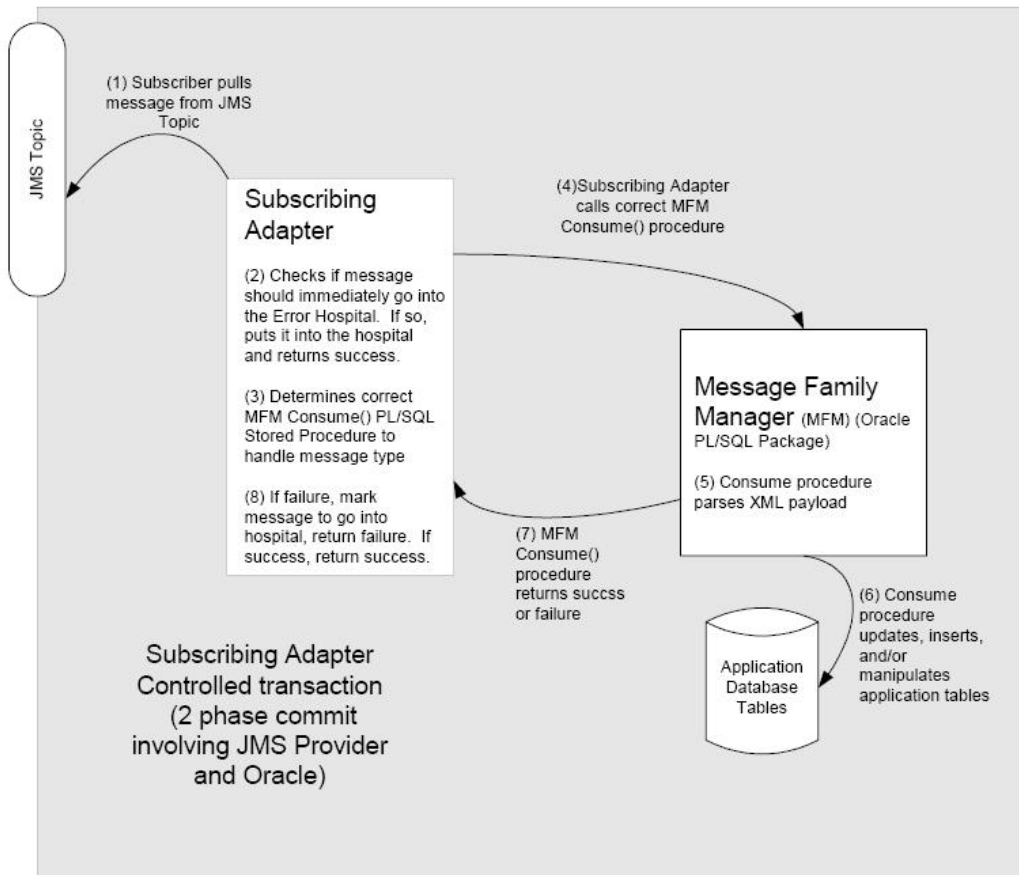 JMS Topic
(1) Subscriber pulls
message from JMS
Topic
Subscribing
Adapter
(2) Checks if message
should immediately go into
the Error Hospital.  If so,
puts it into the hospital
and returns success.
(3) Determines correct
MFM Consume() PL/SQL
Stored Procedure to
handle message type
(8) If failure, mark
message to go into
hospital, return failure.  If
success, return success.
(4)Subscribing Adapter
calls correct MFM
Consume() procedure
Message Family
Manager (MFM) (Oracle
PL/SQL Package)
(5) Consume procedure
parses XML payload
(7) MFM
Consume()
procedure
returns succss
or failure
(6) Consume
procedure
updates, inserts,
and/or
manipulates
application tables
Application
Database
Tables
Subscribing Adapter
Controlled transaction
(2 phase commit
involving JMS Provider
and Oracle)